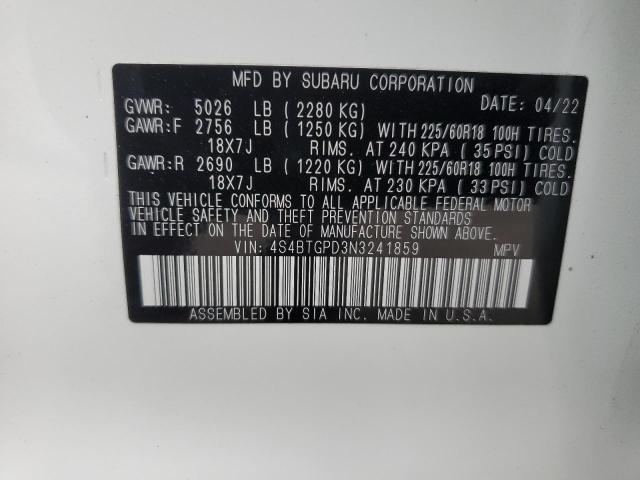 MFD BY SUBARU CORPORATION
DATE: 04/22
GVWR: 5026 LB ( 2280 KG)
GAWR:F 2756 LB ( 1250 KG) WITH 225/60R18 100H TIRES.
18X7J RIMS. AT 240 KPA ( 35 PSI) COLD
GAWR:R 2690 LB ( 1220 KG) WITH 225/60R18 100H TIRES.
18X7J RIMS. AT 230 KPA ( 33 PSI) COLD
THIS VEHICLE CONFORMS TO ALL APPLICABLE FEDERAL MOTOR
VEHICLE SAFETY AND THEFT PREVENTION STANDARDS
IN EFFECT ON THE DATE OF MANUFACTURE SHOWN ABOVE.
VIN: 4S4BTGPD3N3241859 MPV
ASSEMBLED BY SIA INC. MADE IN U.S.A.